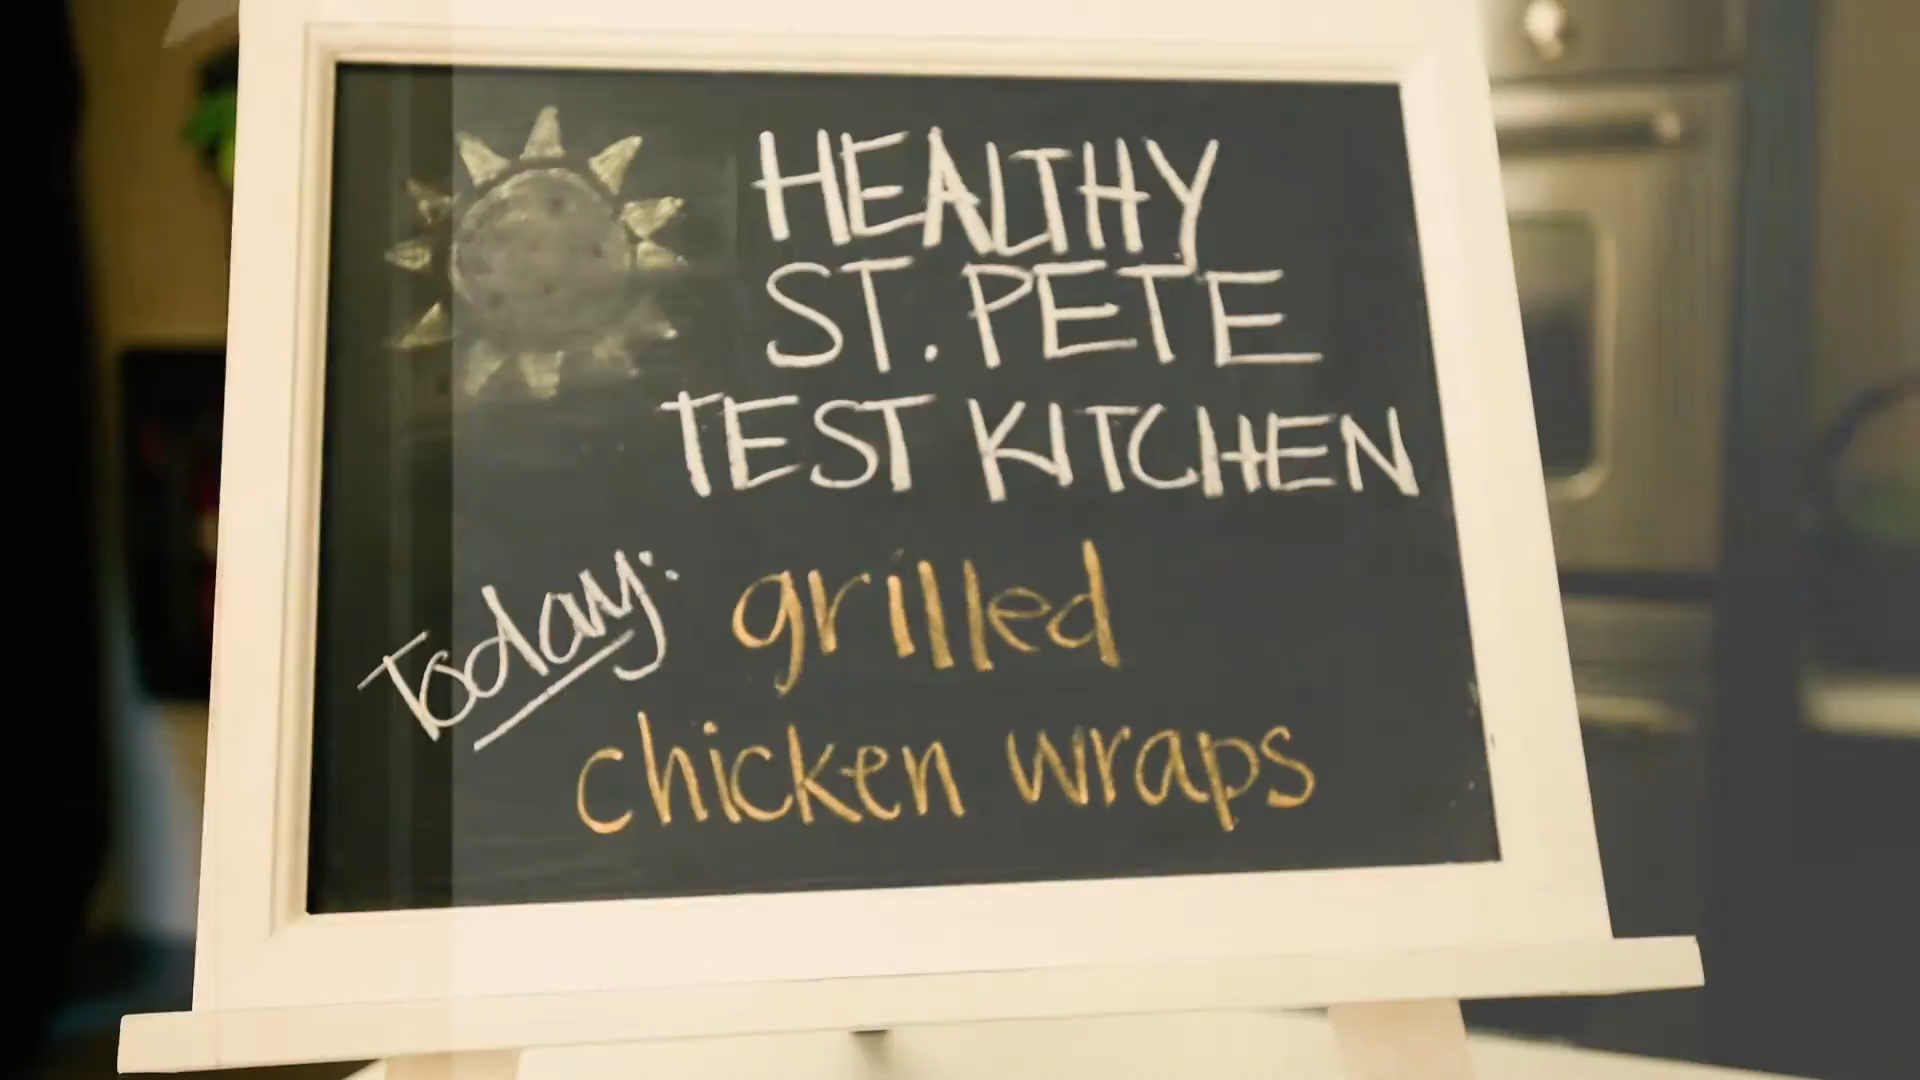 HEALTHY
ST. PETE
TEST KITCHEN
Today: grilled
chicken wraps